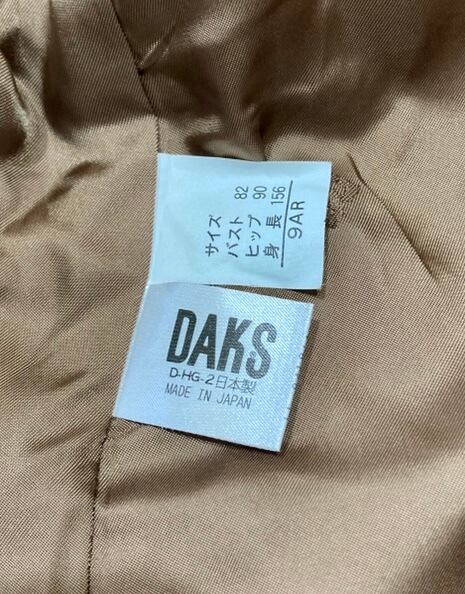 サイズ
バスト 82
ヒップ 90
身長 156
9AR
DAKS
D-HG-2日本製
MADE IN JAPAN